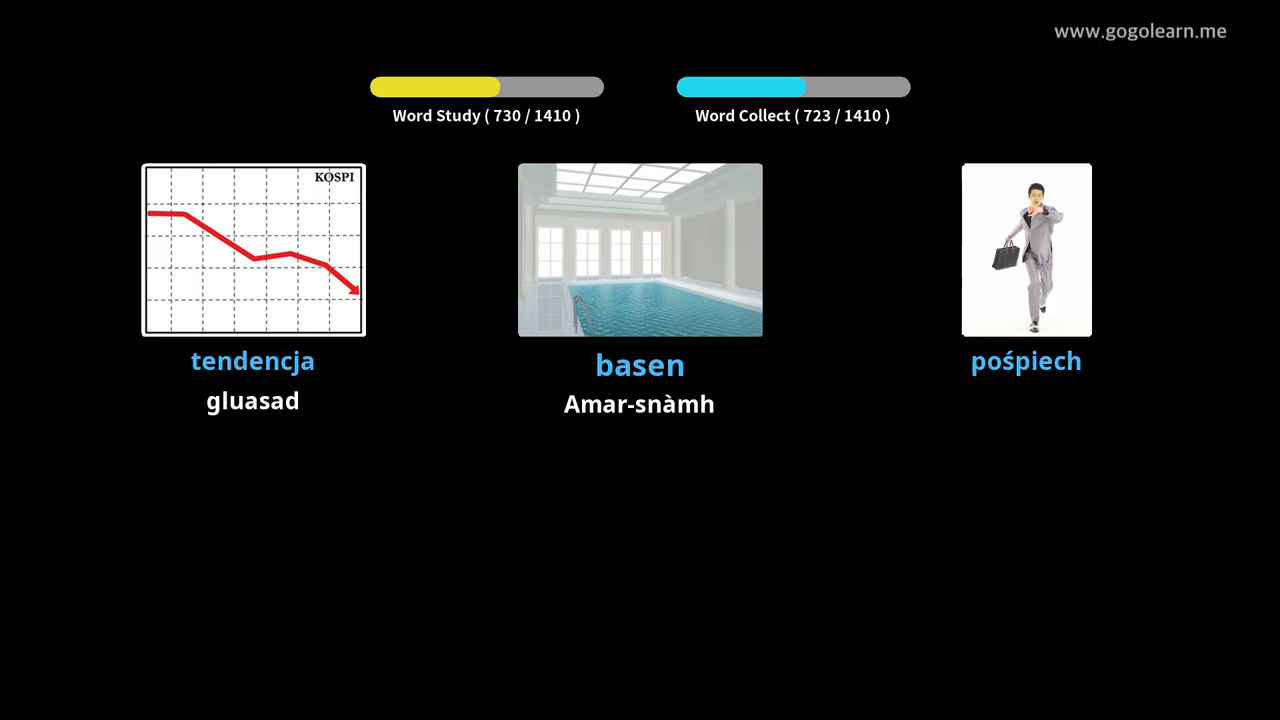 www.gogolearn.me
Word Study ( 730 / 1410 )
Word Collect ( 723 / 1410 )
KOSPI
tendencja
gluasad
basen
Amar-snàmh
pośpiech